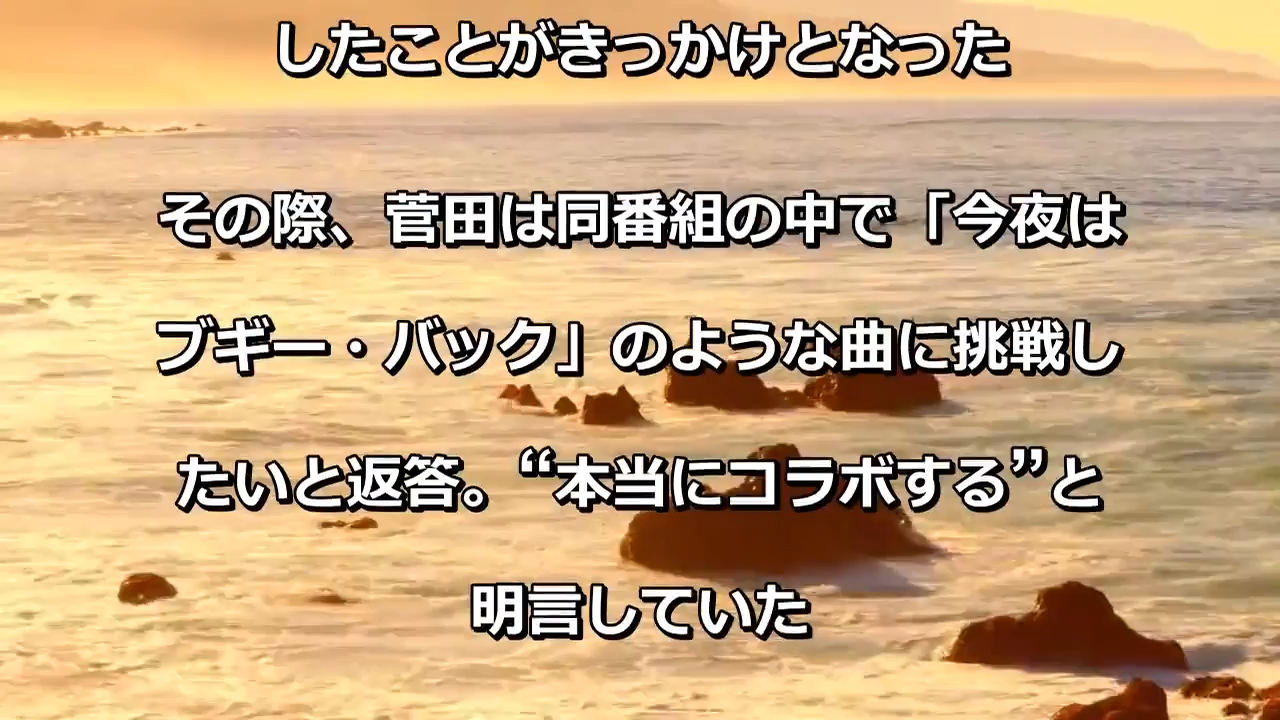 したことがきっかけとなった
その際、菅田は同番組の中で「今夜は
ブギー・バック」のような曲に挑戦し
たいと返答。“本当にコラボする”と
明言していた